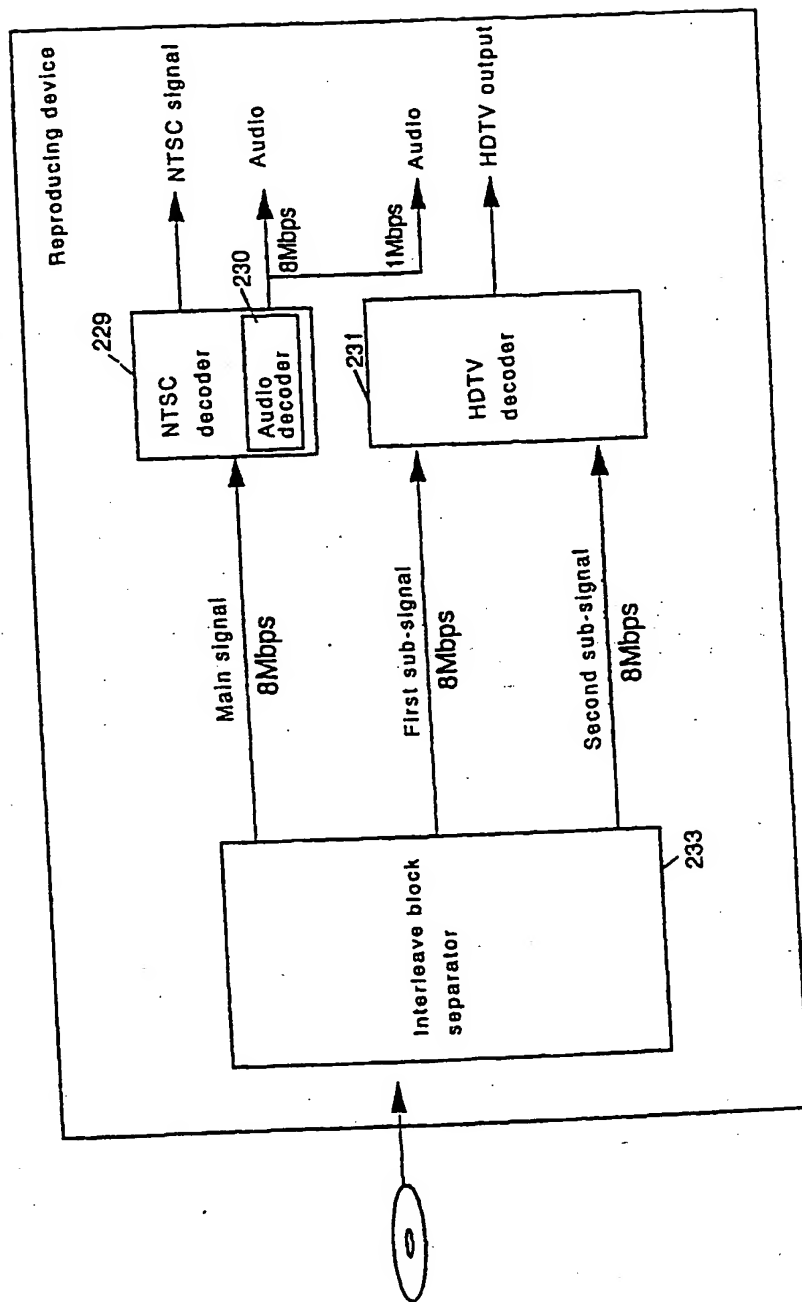 Reproducing device
Interleave block
separator
233
Main signal
8Mbps
First sub-signal
8Mbps
Second sub-signal
8Mbps
229
NTSC
decoder
Audio
decoder
230
231
HDTV
decoder
NTSC signal
8Mbps
Audio
1Mbps
Audio
HDTV output